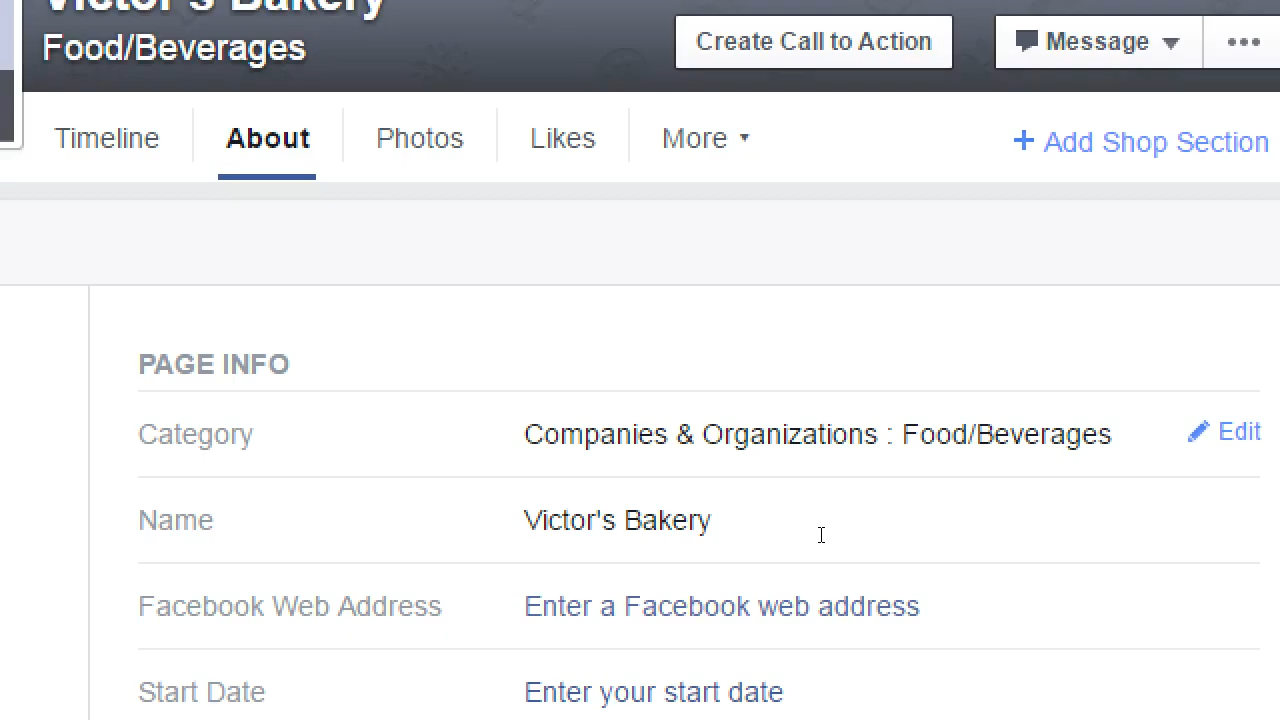 Victor's Bakery
Food/Beverages
Create Call to Action
Message
Timeline
About
Photos
Likes
More
+ Add Shop Section
PAGE INFO
Category
Companies & Organizations : Food/Beverages
Edit
Name
Victor's Bakery
Facebook Web Address
Enter a Facebook web address
Start Date
Enter your start date